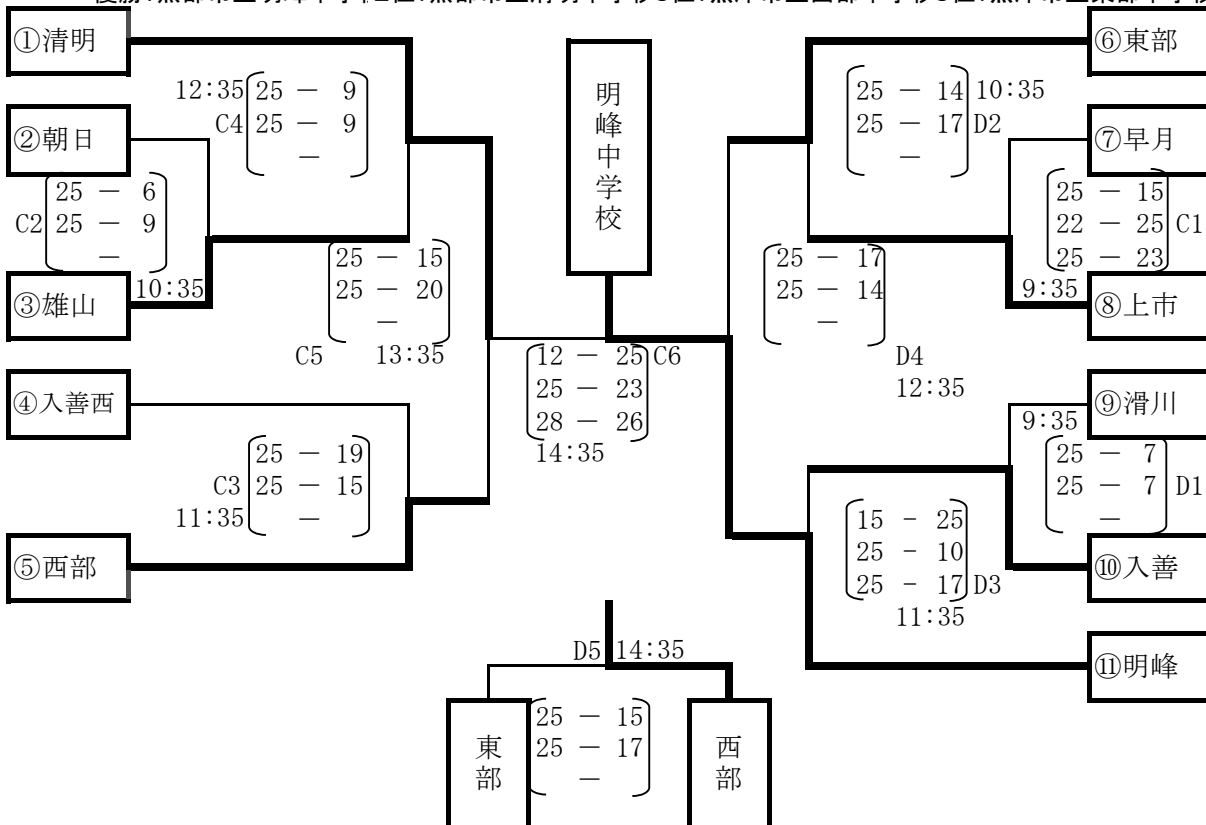 ①清明
⑥東部
12:35 25 － 9
C4 25 － 9
－
25 － 14 10:35
25 － 17 D2
－
明峰中学校
②朝日
⑦早月
25 － 6
C2 25 － 9
－
10:35
25 － 15
22 － 25 C1
25 － 23
9:35
③雄山
⑧上市
25 － 15
25 － 20
－
C5 13:35
25 － 17
25 － 14
－
D4
12:35
12 － 25 C6
25 － 23
28 － 26
14:35
④入善西
⑨滑川
9:35
25 － 19
C3 25 － 15
11:35 －
25 － 7
25 － 7 D1
－
⑤西部
⑩入善
15 - 25
25 - 10
25 - 17 D3
11:35
⑪明峰
D5 14:35
25 － 15
25 － 17
－
東部
西部